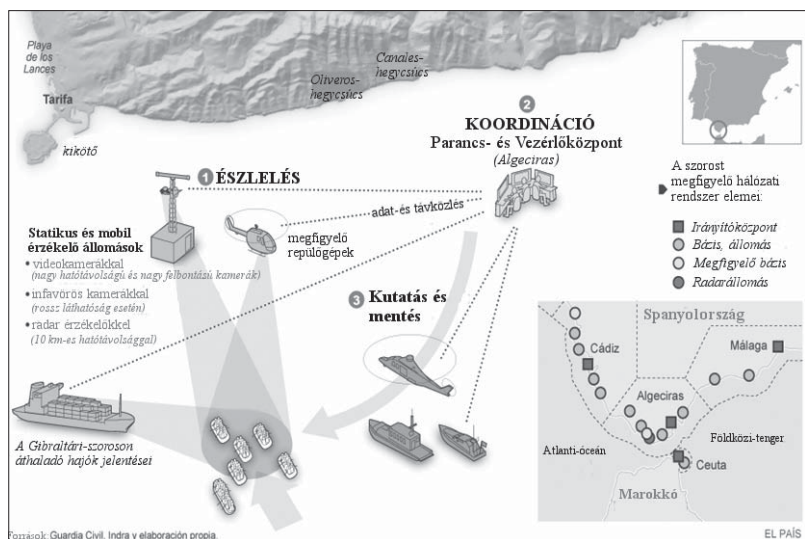 Playa
de los
Lances
Tarifa
kikötő
Oliveros-
hegycsúcs
Canales-
hegycsúcs
2
KOORDINÁCIÓ
Parancs- és Vezérlőközpont
(Algeciras)
1 ÉSZLELÉS
adat-és távközlés
megfigyelő
repülőgépek
Statikus és mobil
érzékelő állomások
• videokamerákkal
(nagy hatótávolságú és nagy felbontású kamerák)
• infavörös kamerákkal
(rossz láthatóság esetén)
• radar érzékelőkkel
(10 km-es hatótávolsággal)
3 Kutatás és
mentés
A Gibraltári-szoroson
áthaladó hajók jelentései
A szorost
megfigyelő hálózati
rendszer elemei:
Irányítóközpont
Bázis, állomás
Megfigyelő bázis
Radarállomás
Spanyolország
Cádiz
Málaga
Algeciras
Atlanti-óceán
Földközi-tenger
Ceuta
Marokkó
Források: Guardia Civil, Indra y elaboración propia.
EL PAÍS